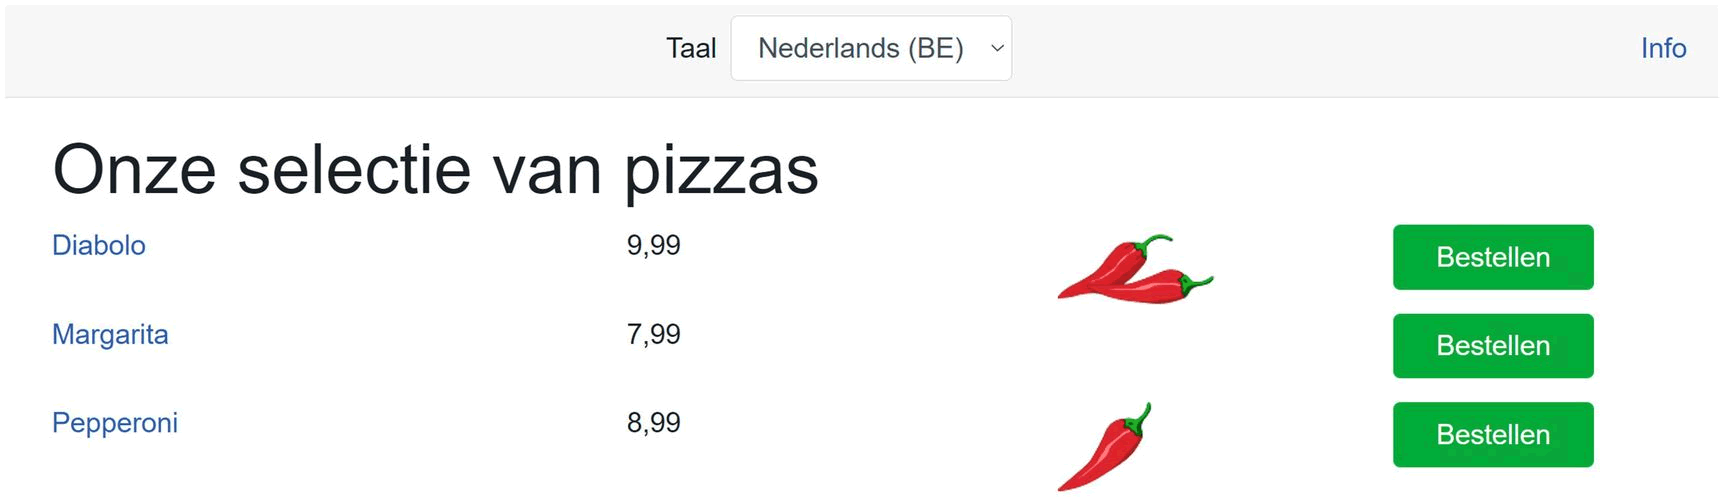 Taal Nederlands (BE) Info
Onze selectie van pizzas
Diabolo 9,99 Bestellen
Margarita 7,99 Bestellen
Pepperoni 8,99 Bestellen